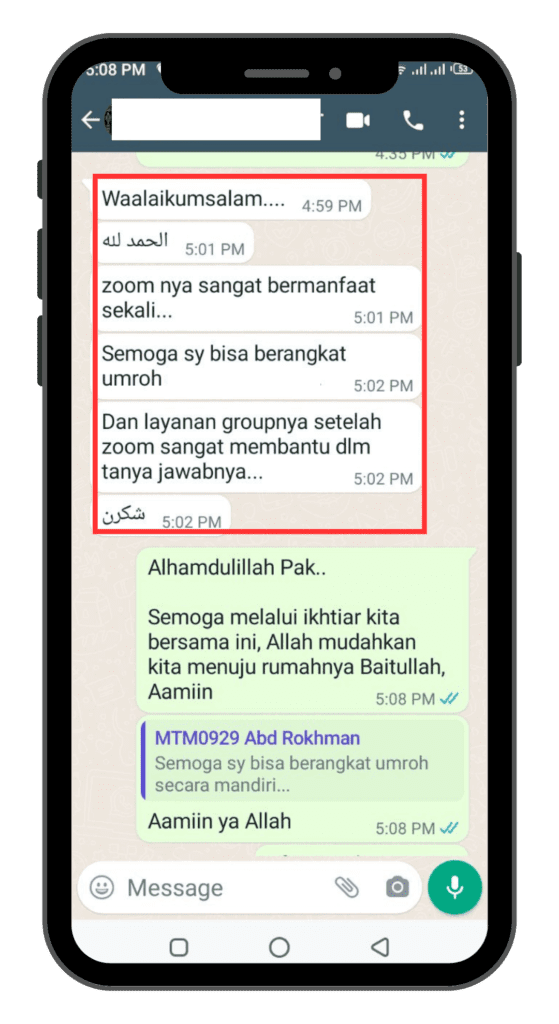 5:08 PM
53
4.35 PM
Waalaikumsalam.... 4:59 PM
الحمد لله 5:01 PM
zoom nya sangat bermanfaat
sekali... 5:01 PM
Semoga sy bisa berangkat
umroh 5:02 PM
Dan layanan groupnya setelah
zoom sangat membantu dlm
tanya jawabnya... 5:02 PM
شكرن 5:02 PM
Alhamdulillah Pak..
Semoga melalui ikhtiar kita
bersama ini, Allah mudahkan
kita menuju rumahnya Baitullah,
Aamiin 5:08 PM
MTM0929 Abd Rokhman
Semoga sy bisa berangkat umroh
secara mandiri...
Aamiin ya Allah 5:08 PM
Message